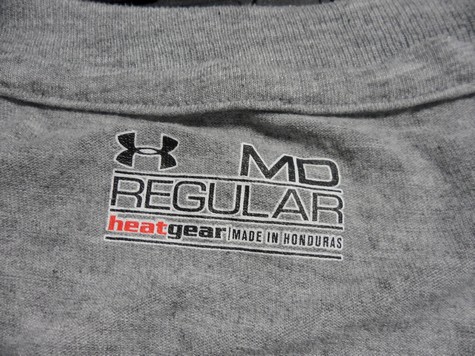 MD
REGULAR
heatgear | MADE IN HONDURAS